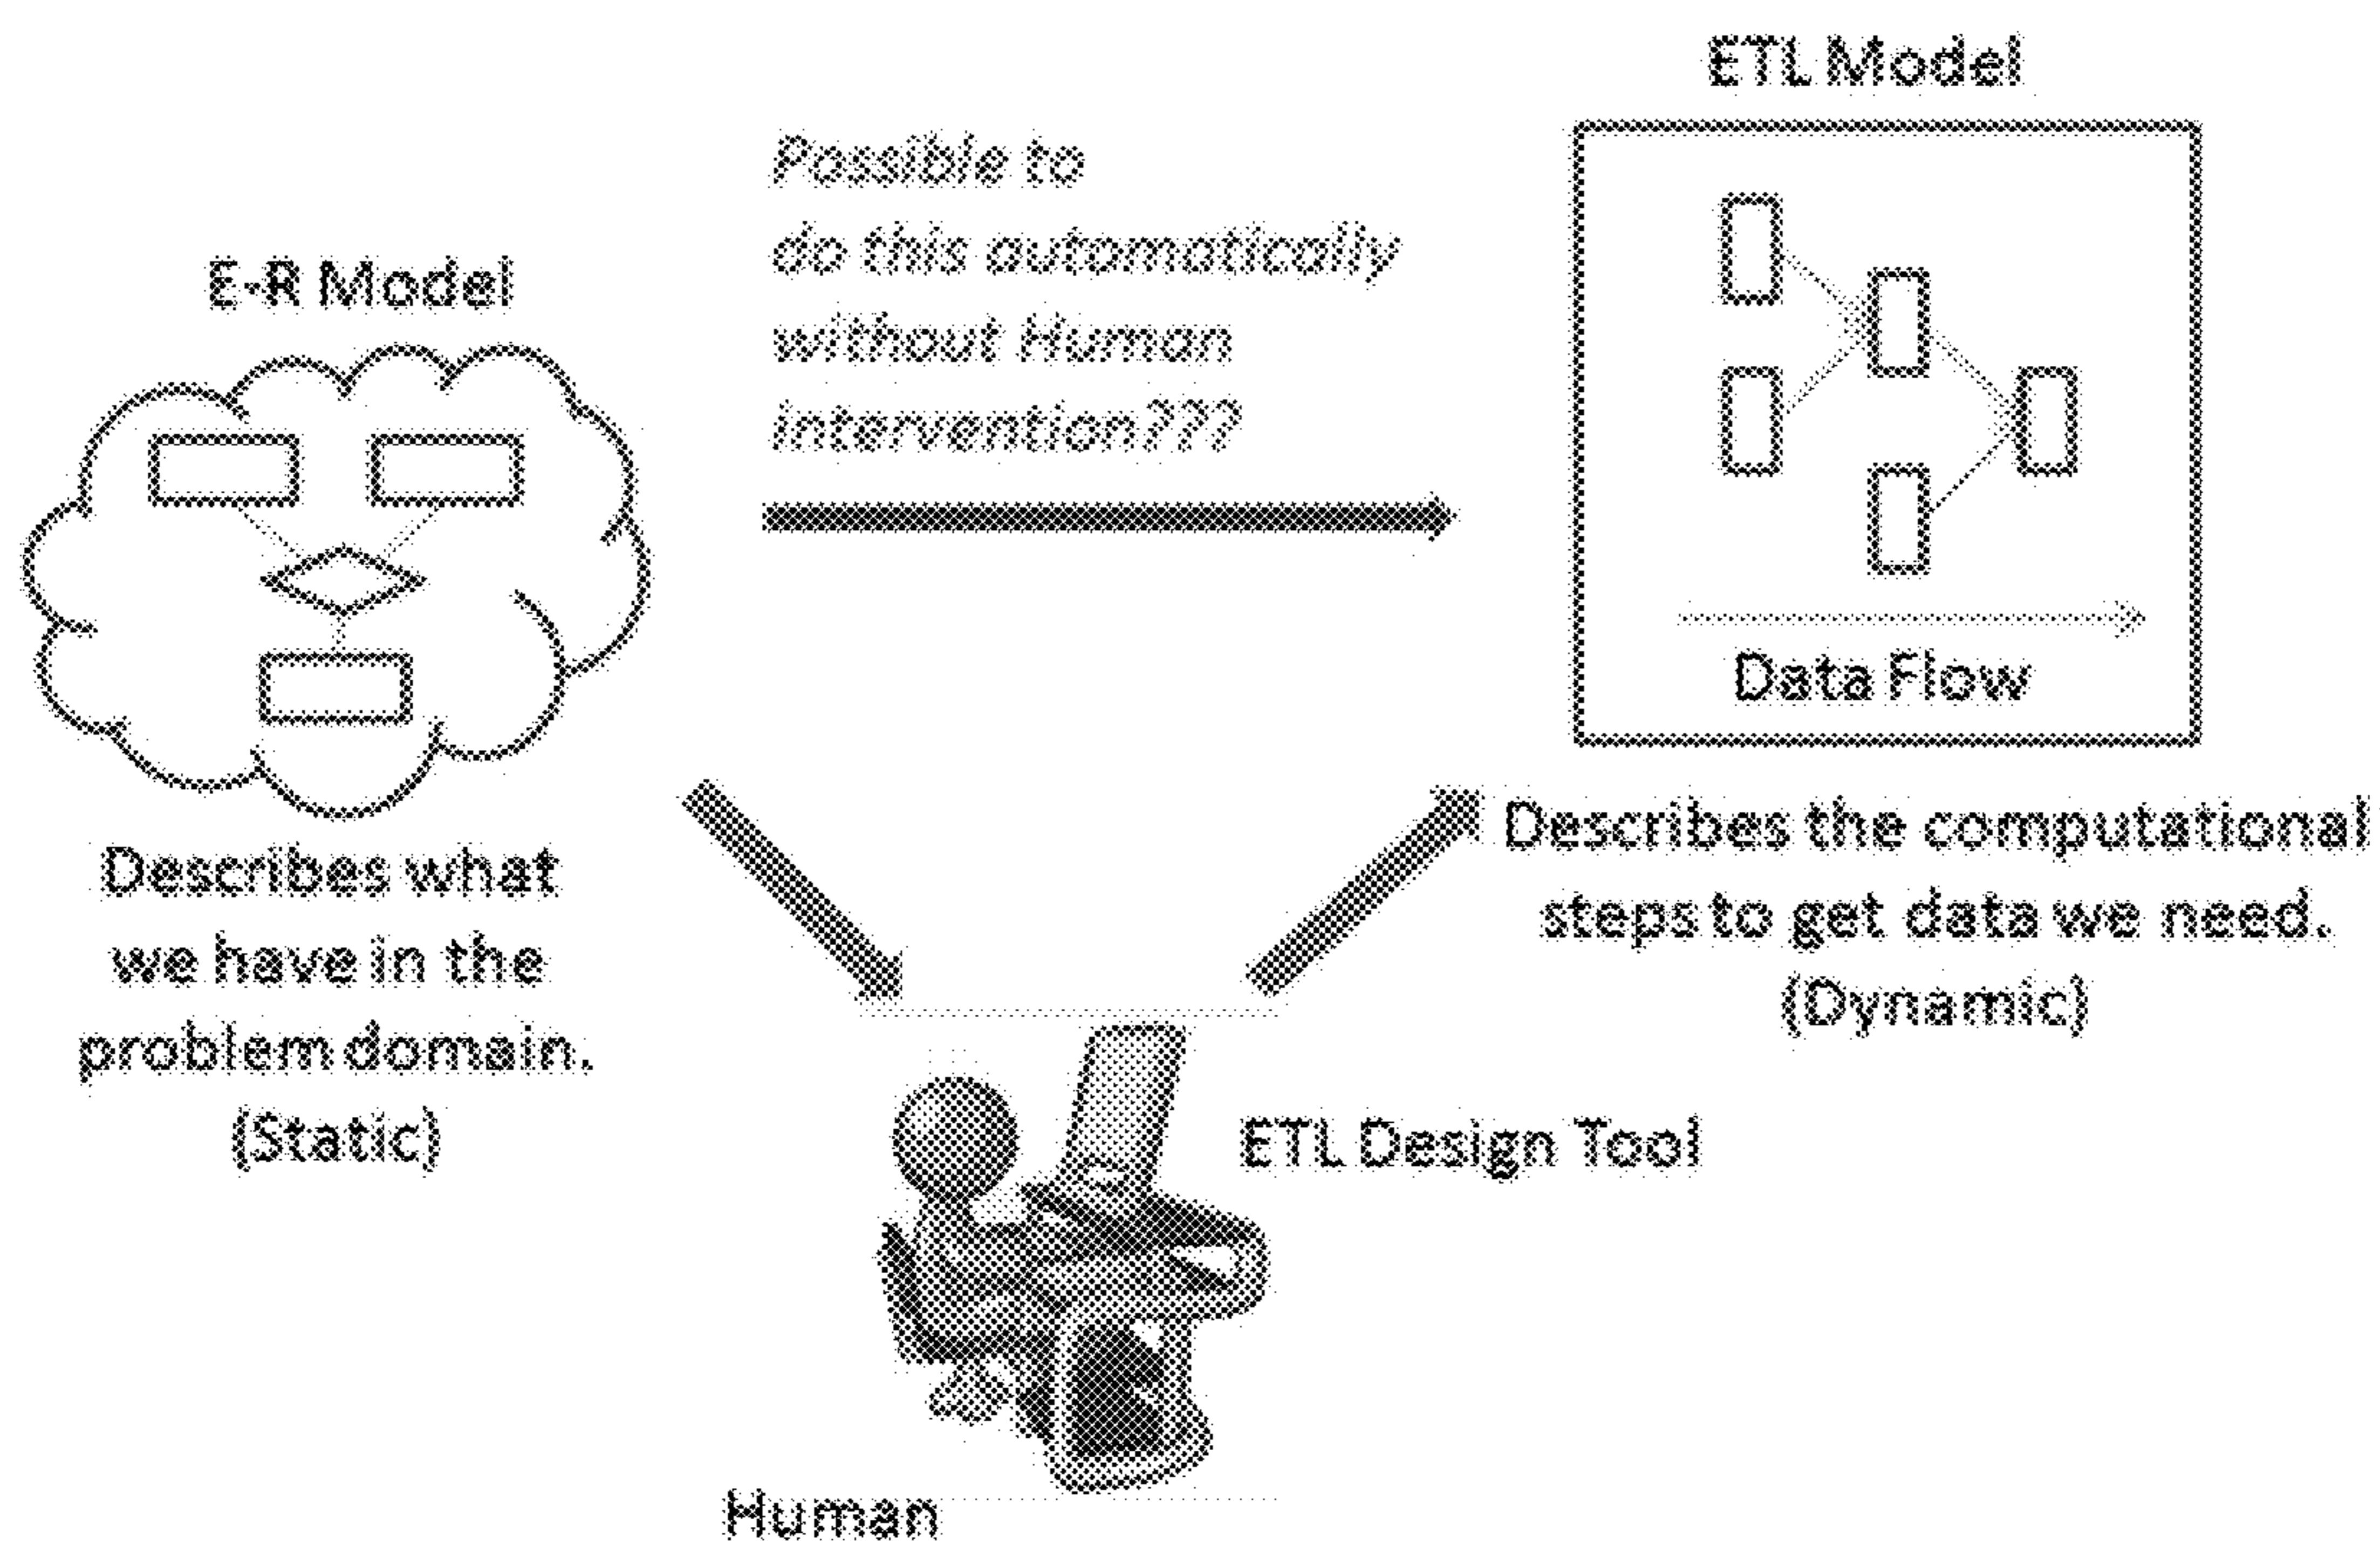 ETL Model
Possible to
do this automatically
without Human
intervention???
E-R Model
Data Flow
Describes what
we have in the
problem domain.
(Static)
Describes the computational
steps to get data we need.
(Dynamic)
ETL Design Tool
Human